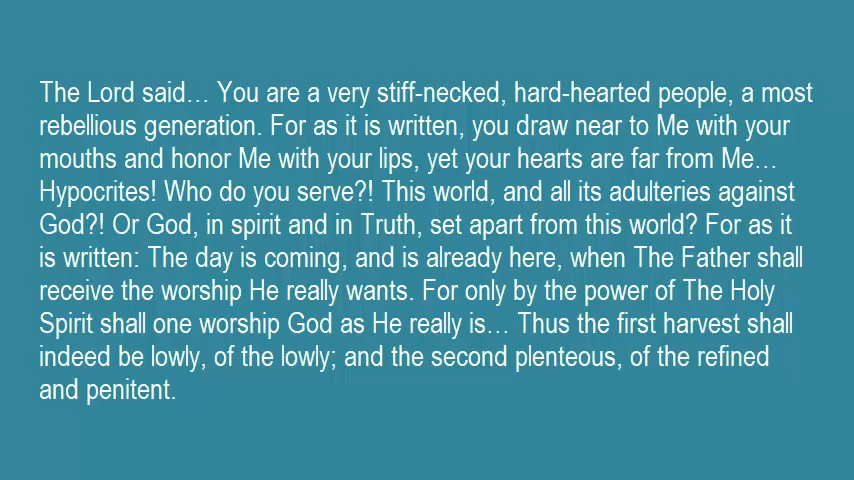 The Lord said... You are a very stiff-necked, hard-hearted people, a most
rebellious generation. For as it is written, you draw near to Me with your
mouths and honor Me with your lips, yet your hearts are far from Me...
Hypocrites! Who do you serve?! This world, and all its adulteries against
God?! Or God, in spirit and in Truth, set apart from this world? For as it
is written: The day is coming, and is already here, when The Father shall
receive the worship He really wants. For only by the power of The Holy
Spirit shall one worship God as He really is... Thus the first harvest shall
indeed be lowly, of the lowly; and the second plenteous, of the refined
and penitent.